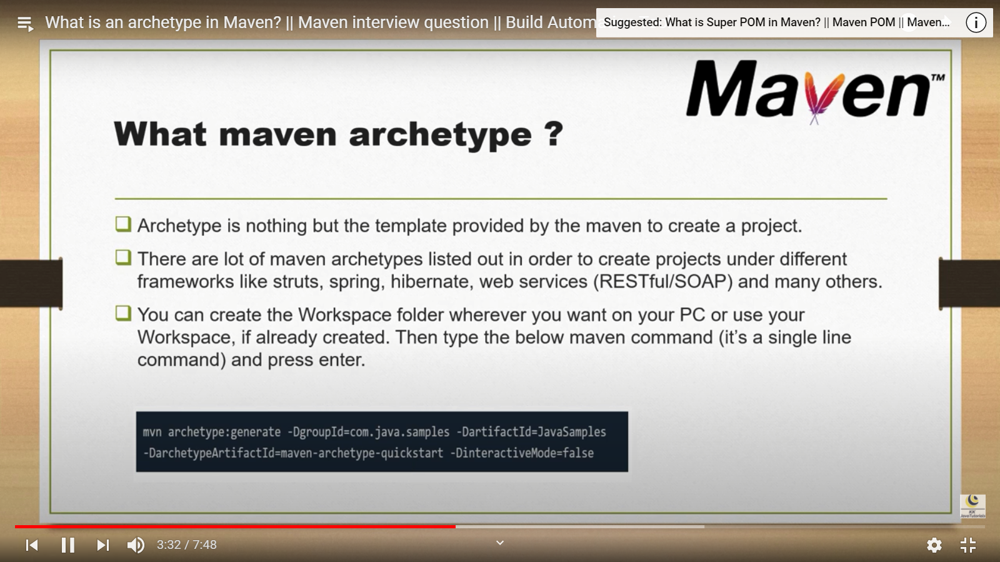 What is an archetype in Maven? || Maven interview question || Build Autom
Suggested: What is Super POM in Maven? || Maven POM || Maven...
Maven™
What maven archetype ?
Archetype is nothing but the template provided by the maven to create a project.
There are lot of maven archetypes listed out in order to create projects under different
frameworks like struts, spring, hibernate, web services (RESTful/SOAP) and many others.
You can create the Workspace folder wherever you want on your PC or use your
Workspace, if already created. Then type the below maven command (it’s a single line
command) and press enter.
mvn archetype:generate -DgroupId=com.java.samples -DartifactId=JavaSamples
-DarchetypeArtifactId=maven-archetype-quickstart -DinteractiveMode=false
KK
JavaTutorials
3:32 / 7:48